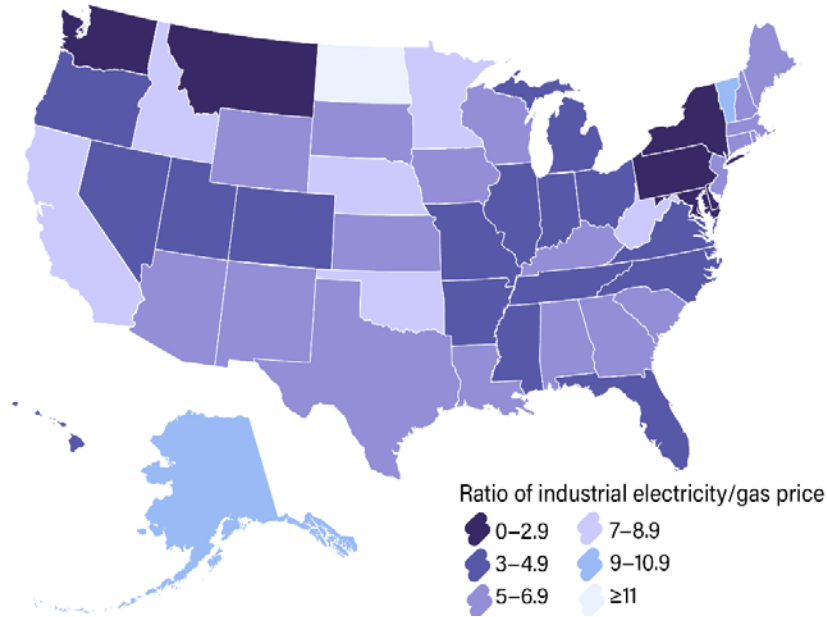 Ratio of industrial electricity/gas price
0–2.9 7–8.9
3–4.9 9–10.9
5–6.9 ≥11